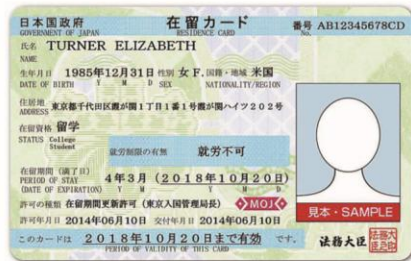 日本国政府 在留カード 番号 AB12345678CD
GOVERNMENT OF JAPAN RESIDENCE CARD No.
氏名 TURNER ELIZABETH
NAME
生年月日 1985年12月31日 性別 女 F. 国籍・地域 米国
DATE OF BIRTH Y M D SEX NATIONALITY/REGION
住居地 東京都千代田区霞が関1丁目1番1号霞が関ハイツ202号
ADDRESS
在留資格 留学
STATUS College Student
就労制限の有無 就労不可
在留期間(満了日) 4年3月(2018年10月20日)
PERIOD OF STAY
(DATE OF EXPIRATION) Y M Y M D
許可の種類 在留期間更新許可(東京入国管理局長) MOJ
許可年月日 2014年06月10日 交付年月日 2014年06月10日
見本・SAMPLE
このカードは 2018年10月20日まで有効 です。
PERIOD OF VALIDITY OF THIS CARD
法務大臣